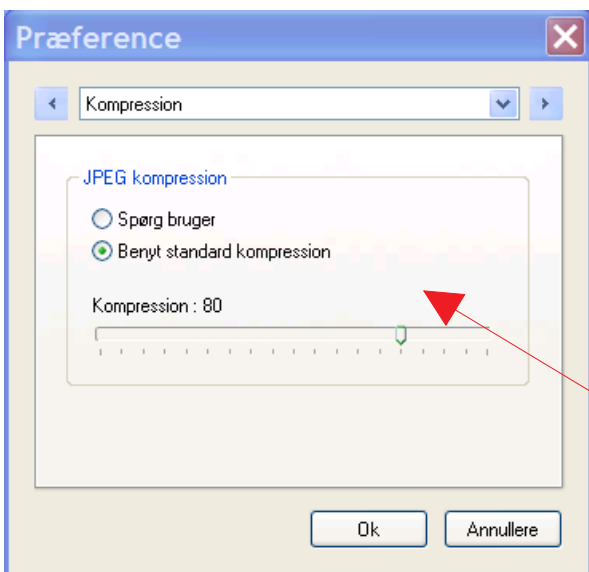 Præference
Kompression
JPEG kompression
Spørg bruger
Benyt standard kompression
Kompression : 80
Ok
Annullere